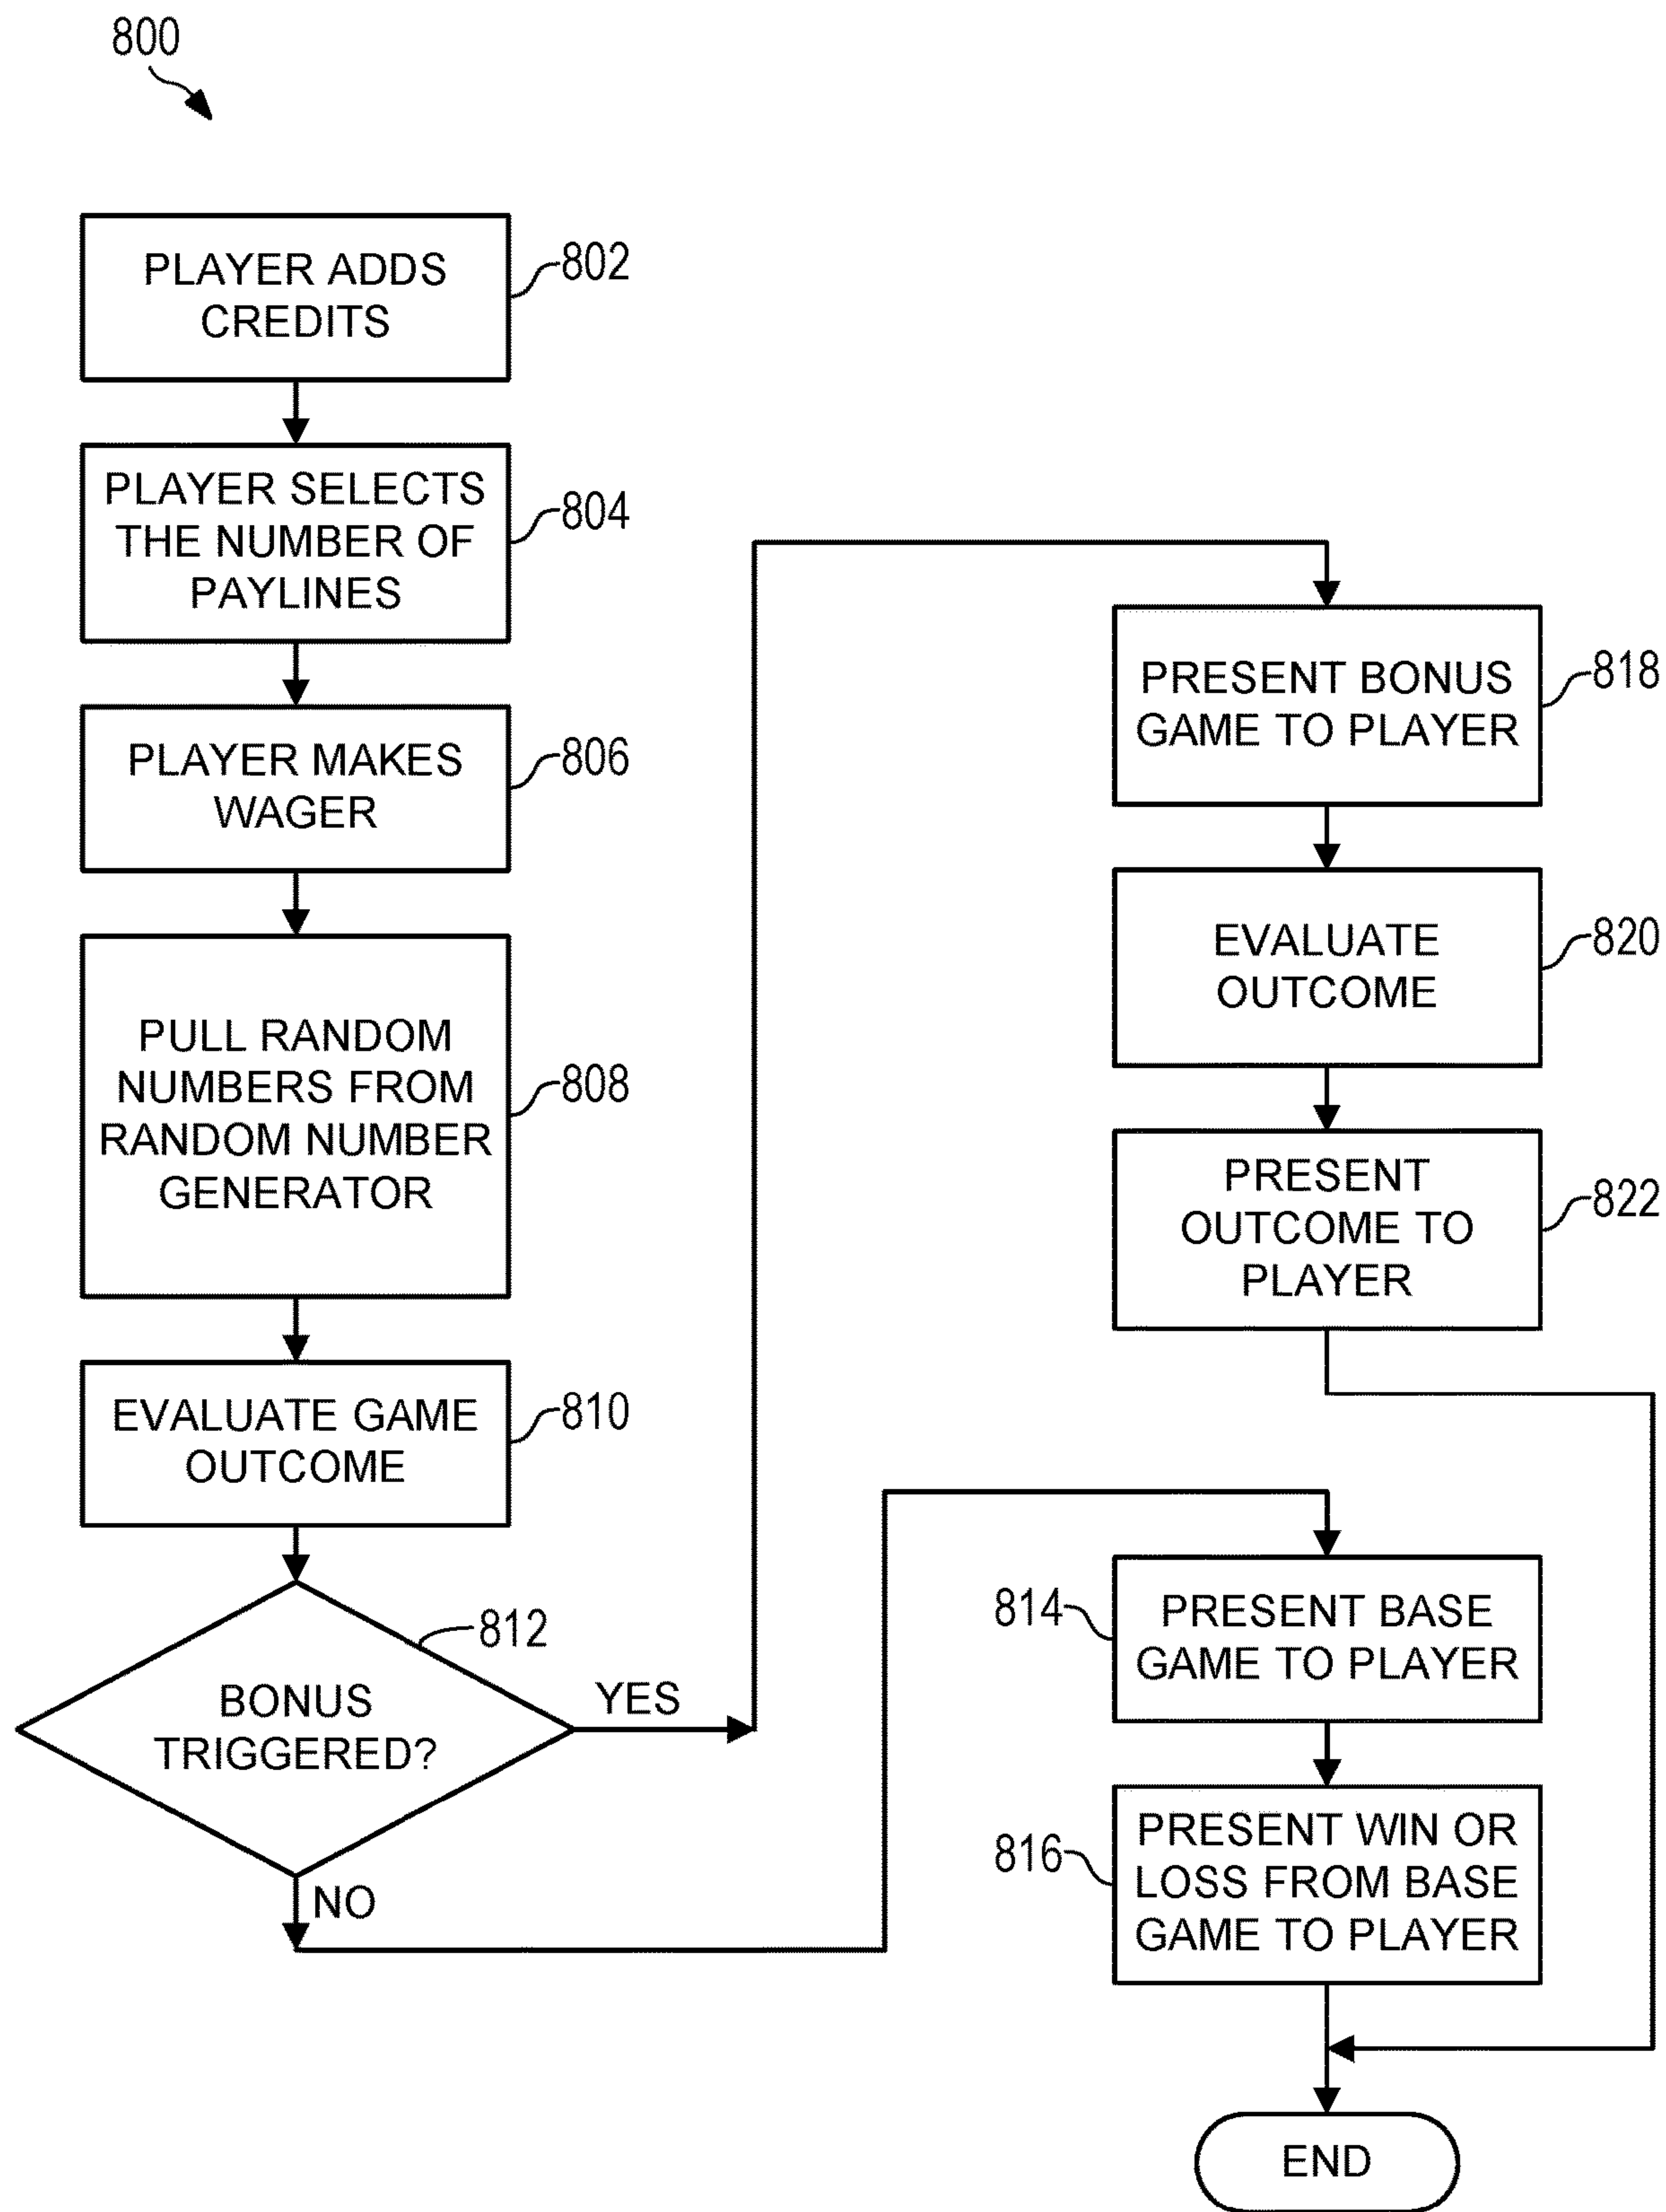 800
PLAYER ADDS
CREDITS
802
PLAYER SELECTS
THE NUMBER OF
PAYLINES
804
PLAYER MAKES
WAGER
806
PULL RANDOM
NUMBERS FROM
RANDOM NUMBER
GENERATOR
808
EVALUATE GAME
OUTCOME
810
812
BONUS
TRIGGERED?
YES
NO
PRESENT BONUS
GAME TO PLAYER
818
EVALUATE
OUTCOME
820
PRESENT
OUTCOME TO
PLAYER
822
814
PRESENT BASE
GAME TO PLAYER
816
PRESENT WIN OR
LOSS FROM BASE
GAME TO PLAYER
END